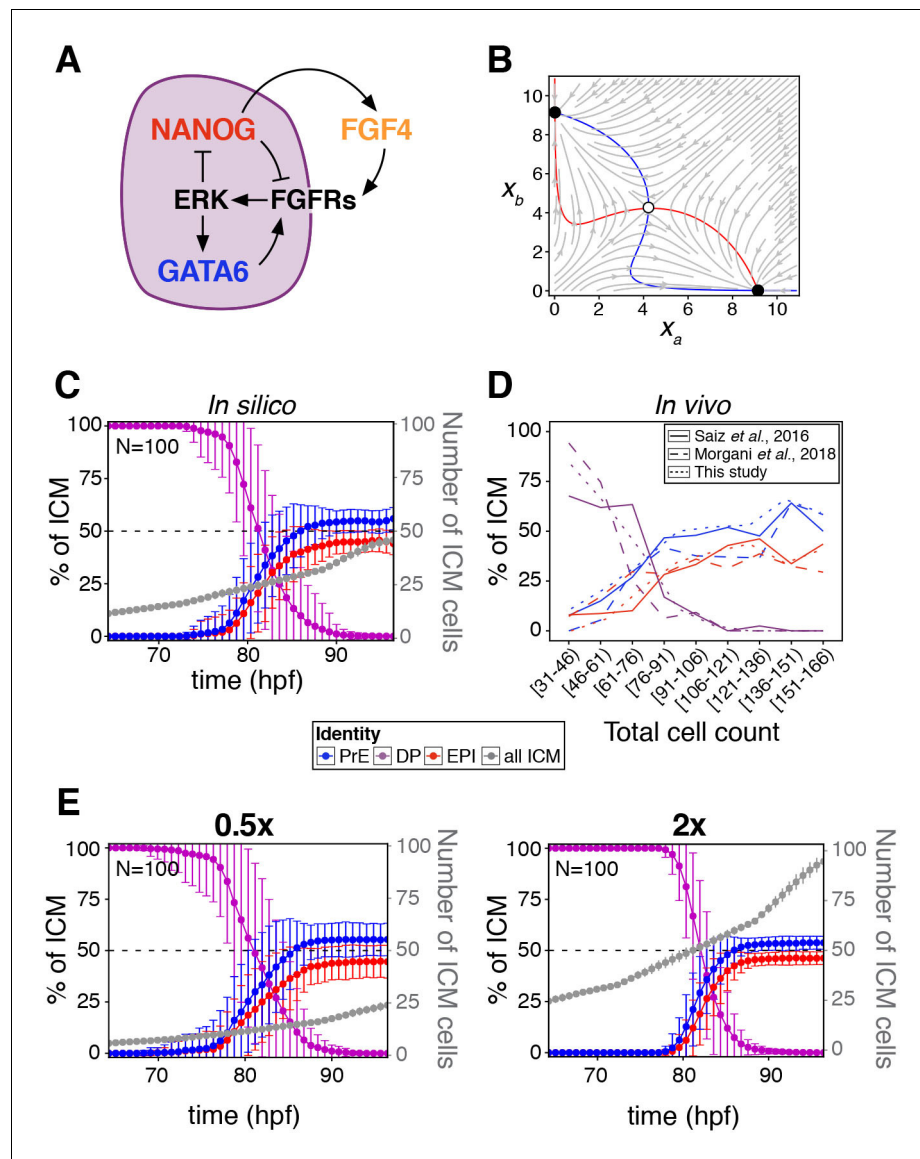 A
NANOG
FGF4
ERK
FGFRs
GATA6
B
10
8
6
4
2
0
x_b
0 2 4 6 8 10
x_a
C
In silico
N=100
100
75
50
25
0
% of ICM
100
75
50
25
0
Number of ICM cells
70 80 90
time (hpf)
D
In vivo
Saiz et al., 2016
Morgani et al., 2018
This study
100
75
50
25
0
% of ICM
[31-46)
[46-61)
[61-76)
[76-91)
[91-106)
[106-121)
[121-136)
[136-151)
[151-166)
Total cell count
Identity
PrE DP EPI all ICM
E
0.5x
N=100
100
75
50
25
0
% of ICM
100
75
50
25
0
Number of ICM cells
70 80 90
time (hpf)
2x
N=100
100
75
50
25
0
% of ICM
100
75
50
25
0
Number of ICM cells
70 80 90
time (hpf)